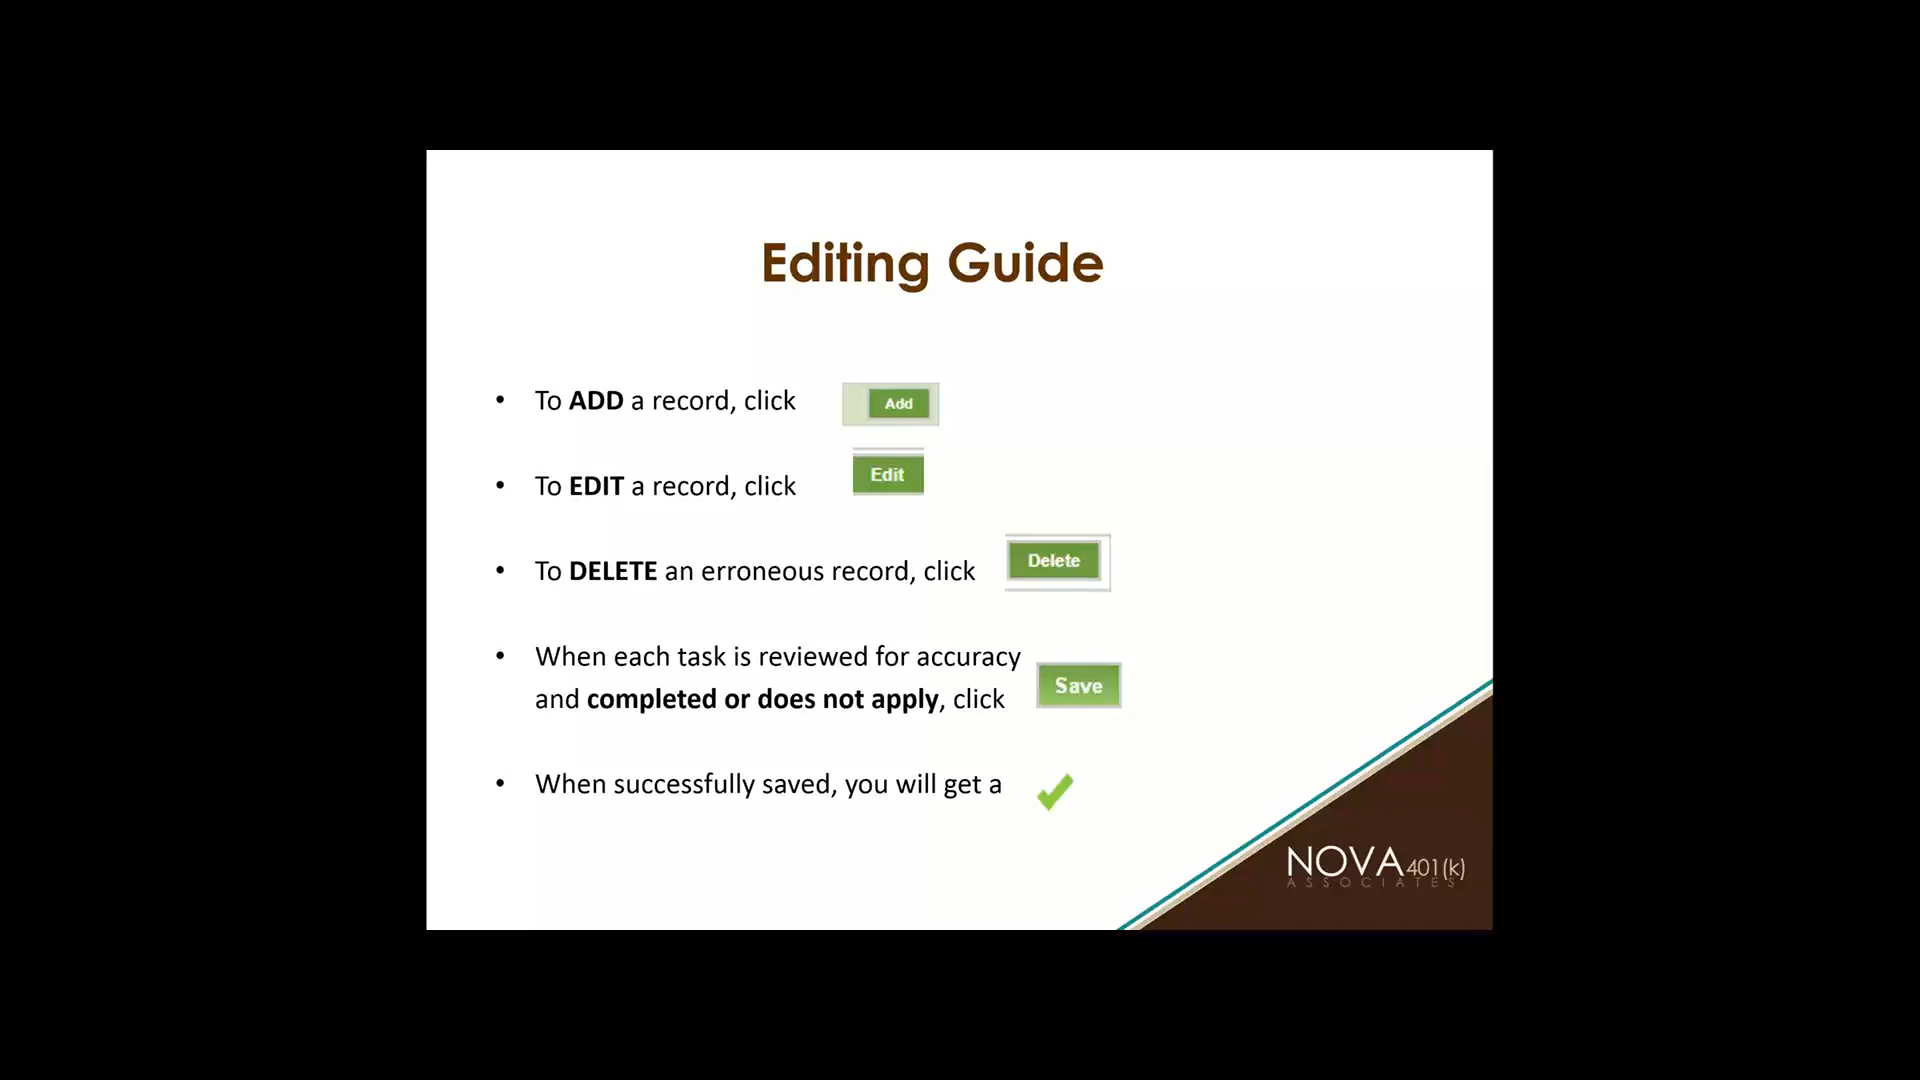 Editing Guide
• To ADD a record, click Add
• To EDIT a record, click Edit
• To DELETE an erroneous record, click Delete
• When each task is reviewed for accuracy
and completed or does not apply, click Save
• When successfully saved, you will get a
NOVA 401(k)
ASSOCIATES